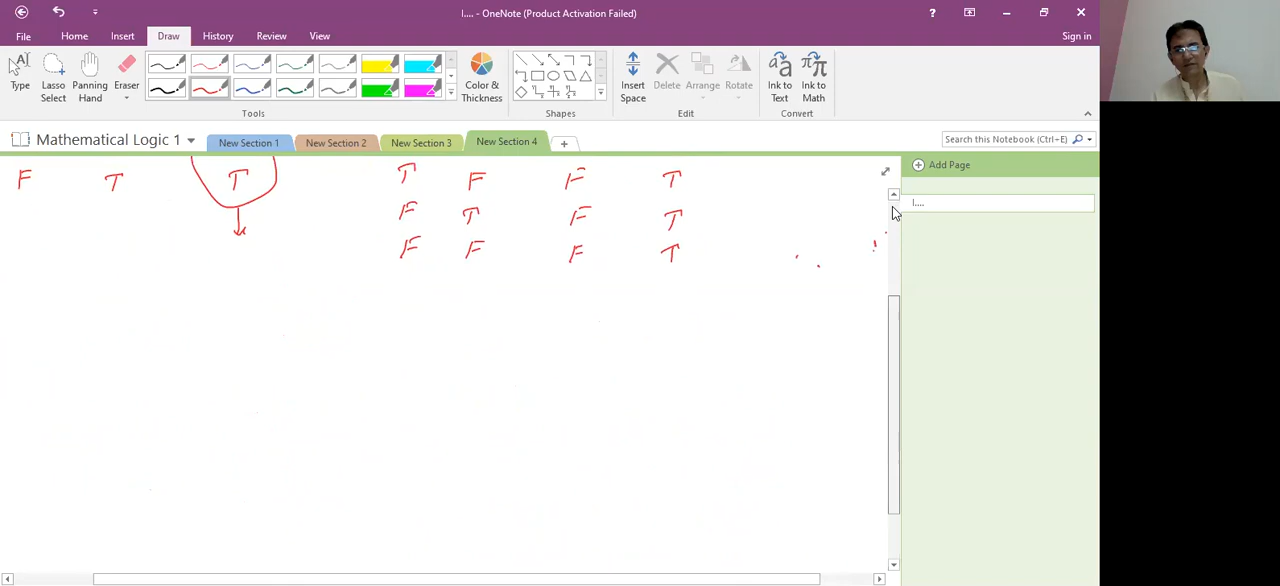 l.... - OneNote (Product Activation Failed)
?
File Home Insert Draw History Review View Sign in
Type
Lasso Select
Panning Hand
Eraser
Color & Thickness
Insert Space
Delete
Arrange
Rotate
Ink to Text
Ink to Math
Tools Shapes Edit Convert
Mathematical Logic 1 New Section 1 New Section 2 New Section 3 New Section 4 Search this Notebook (Ctrl+E)
Add Page
l....
F T T T F F T
F T F T
F F F T